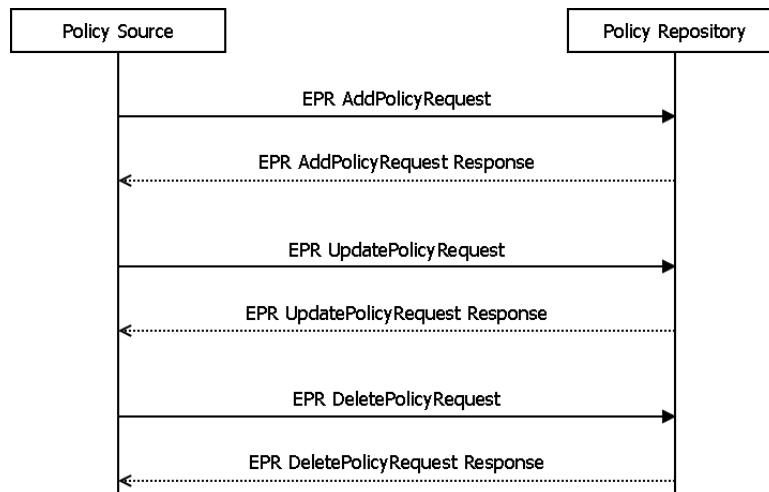 Policy Source
Policy Repository
EPR AddPolicyRequest
EPR AddPolicyRequest Response
EPR UpdatePolicyRequest
EPR UpdatePolicyRequest Response
EPR DeletePolicyRequest
EPR DeletePolicyRequest Response